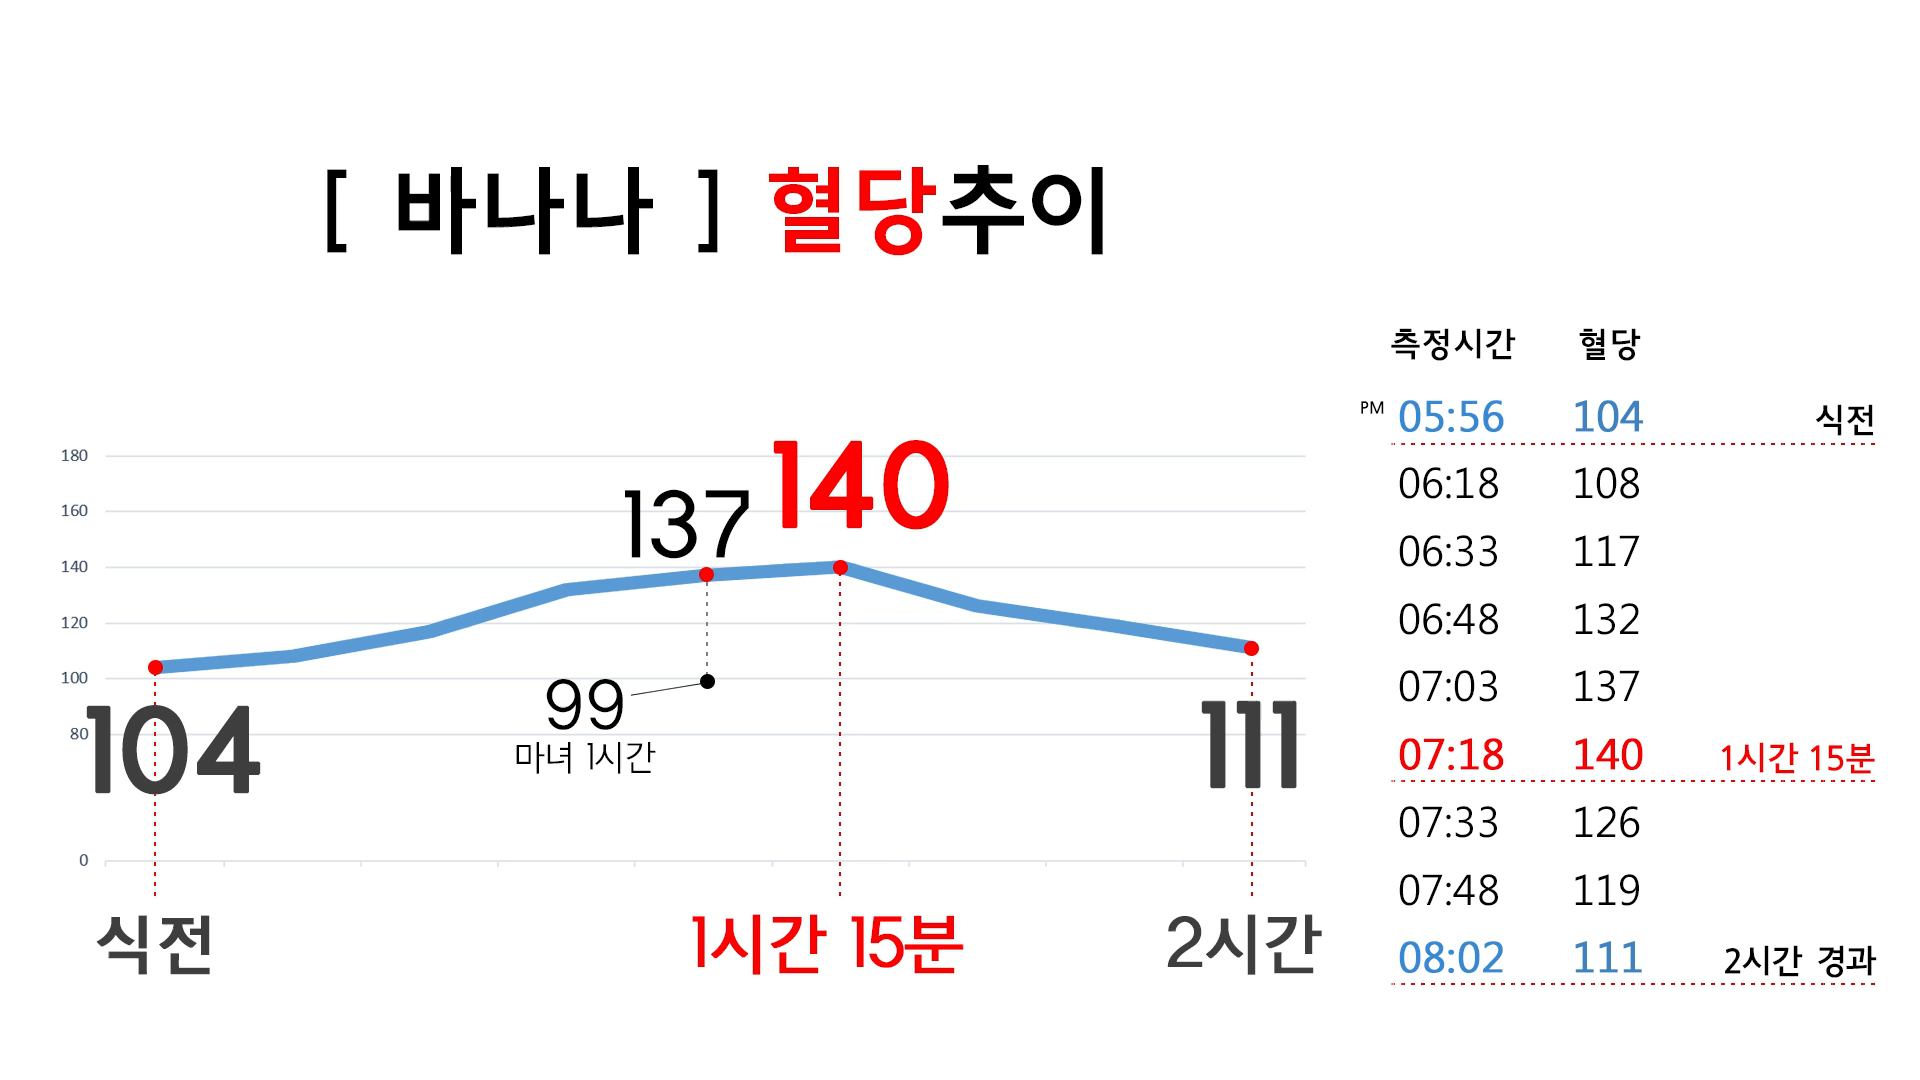 [ 바나나 ] 혈당추이
180
160
140
120
100
80
0
137
140
99
마녀 1시간
104
111
식전
1시간 15분
2시간
측정시간 혈당
PM 05:56 104 식전
06:18 108
06:33 117
06:48 132
07:03 137
07:18 140 1시간 15분
07:33 126
07:48 119
08:02 111 2시간 경과